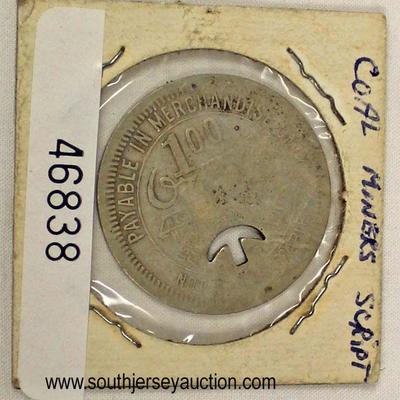 46838
COAL MINERS SCRIPT
PAYABLE IN MERCHANDISE
100
www.southjerseyauction.com